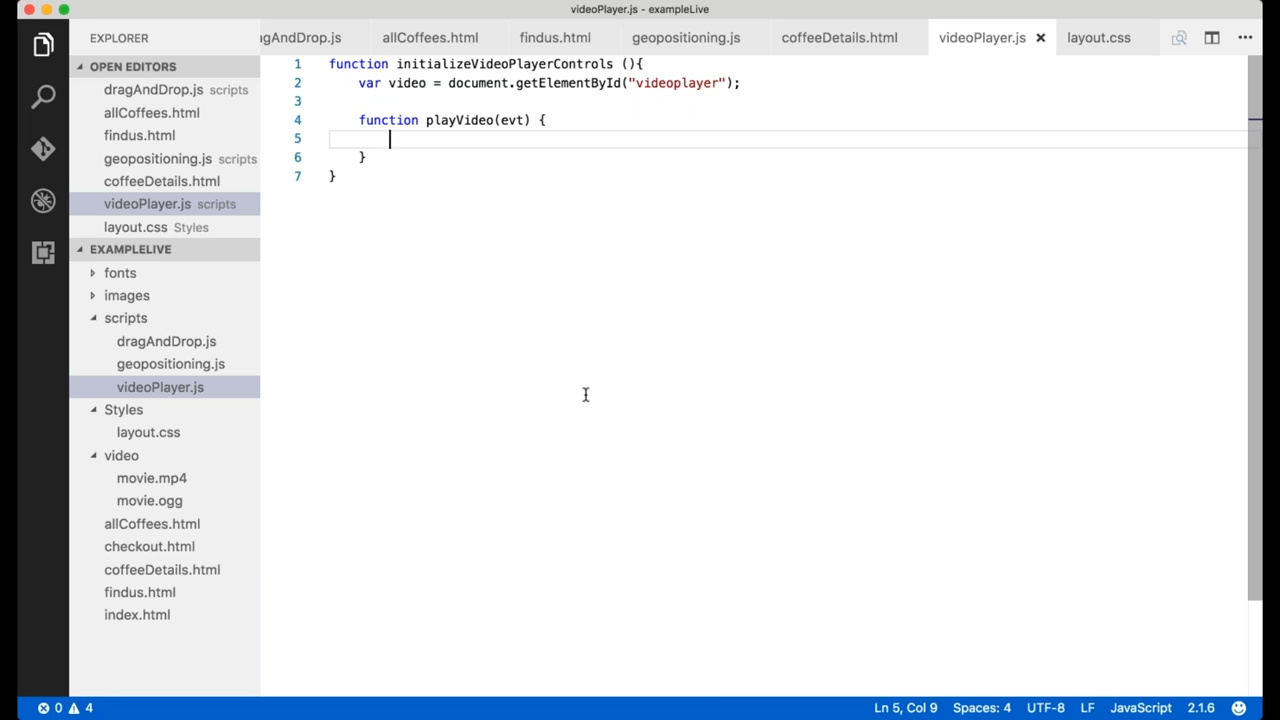 videoPlayer.js - exampleLive
EXPLORER
agAndDrop.js allCoffees.html findus.html geopositioning.js coffeeDetails.html videoPlayer.js layout.css
OPEN EDITORS
dragAndDrop.js scripts
allCoffees.html
findus.html
geopositioning.js scripts
coffeeDetails.html
videoPlayer.js scripts
layout.css Styles
EXAMPLELIVE
fonts
images
scripts
dragAndDrop.js
geopositioning.js
videoPlayer.js
Styles
layout.css
video
movie.mp4
movie.ogg
allCoffees.html
checkout.html
coffeeDetails.html
findus.html
index.html
1 function initializeVideoPlayerControls (){
2 var video = document.getElementById("videoplayer");
3
4 function playVideo(evt) {
5
6 }
7 }
0 4
Ln 5, Col 9 Spaces: 4 UTF-8 LF JavaScript 2.1.6